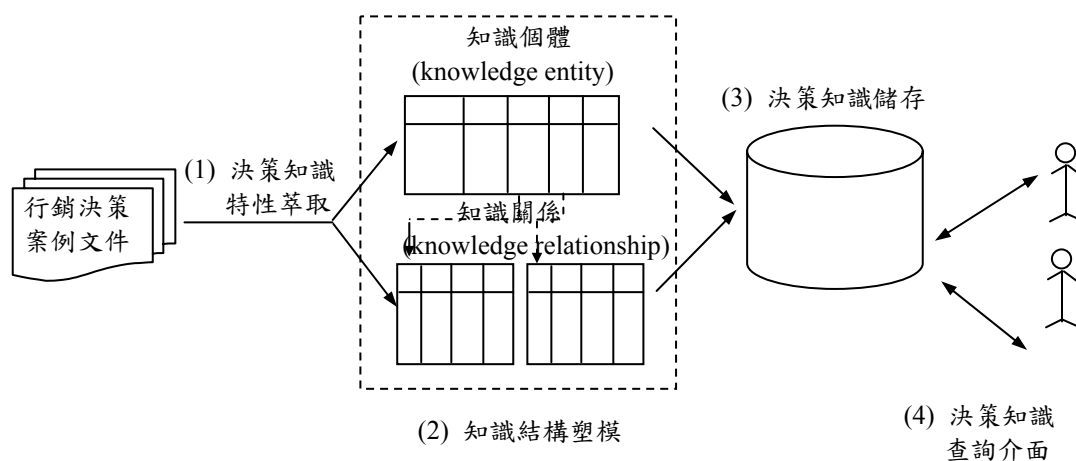 行銷決策
案例文件
(1) 決策知識
特性萃取
知識個體
(knowledge entity)
知識關係
(knowledge relationship)
(2) 知識結構塑模
(3) 決策知識儲存
(4) 決策知識
查詢介面